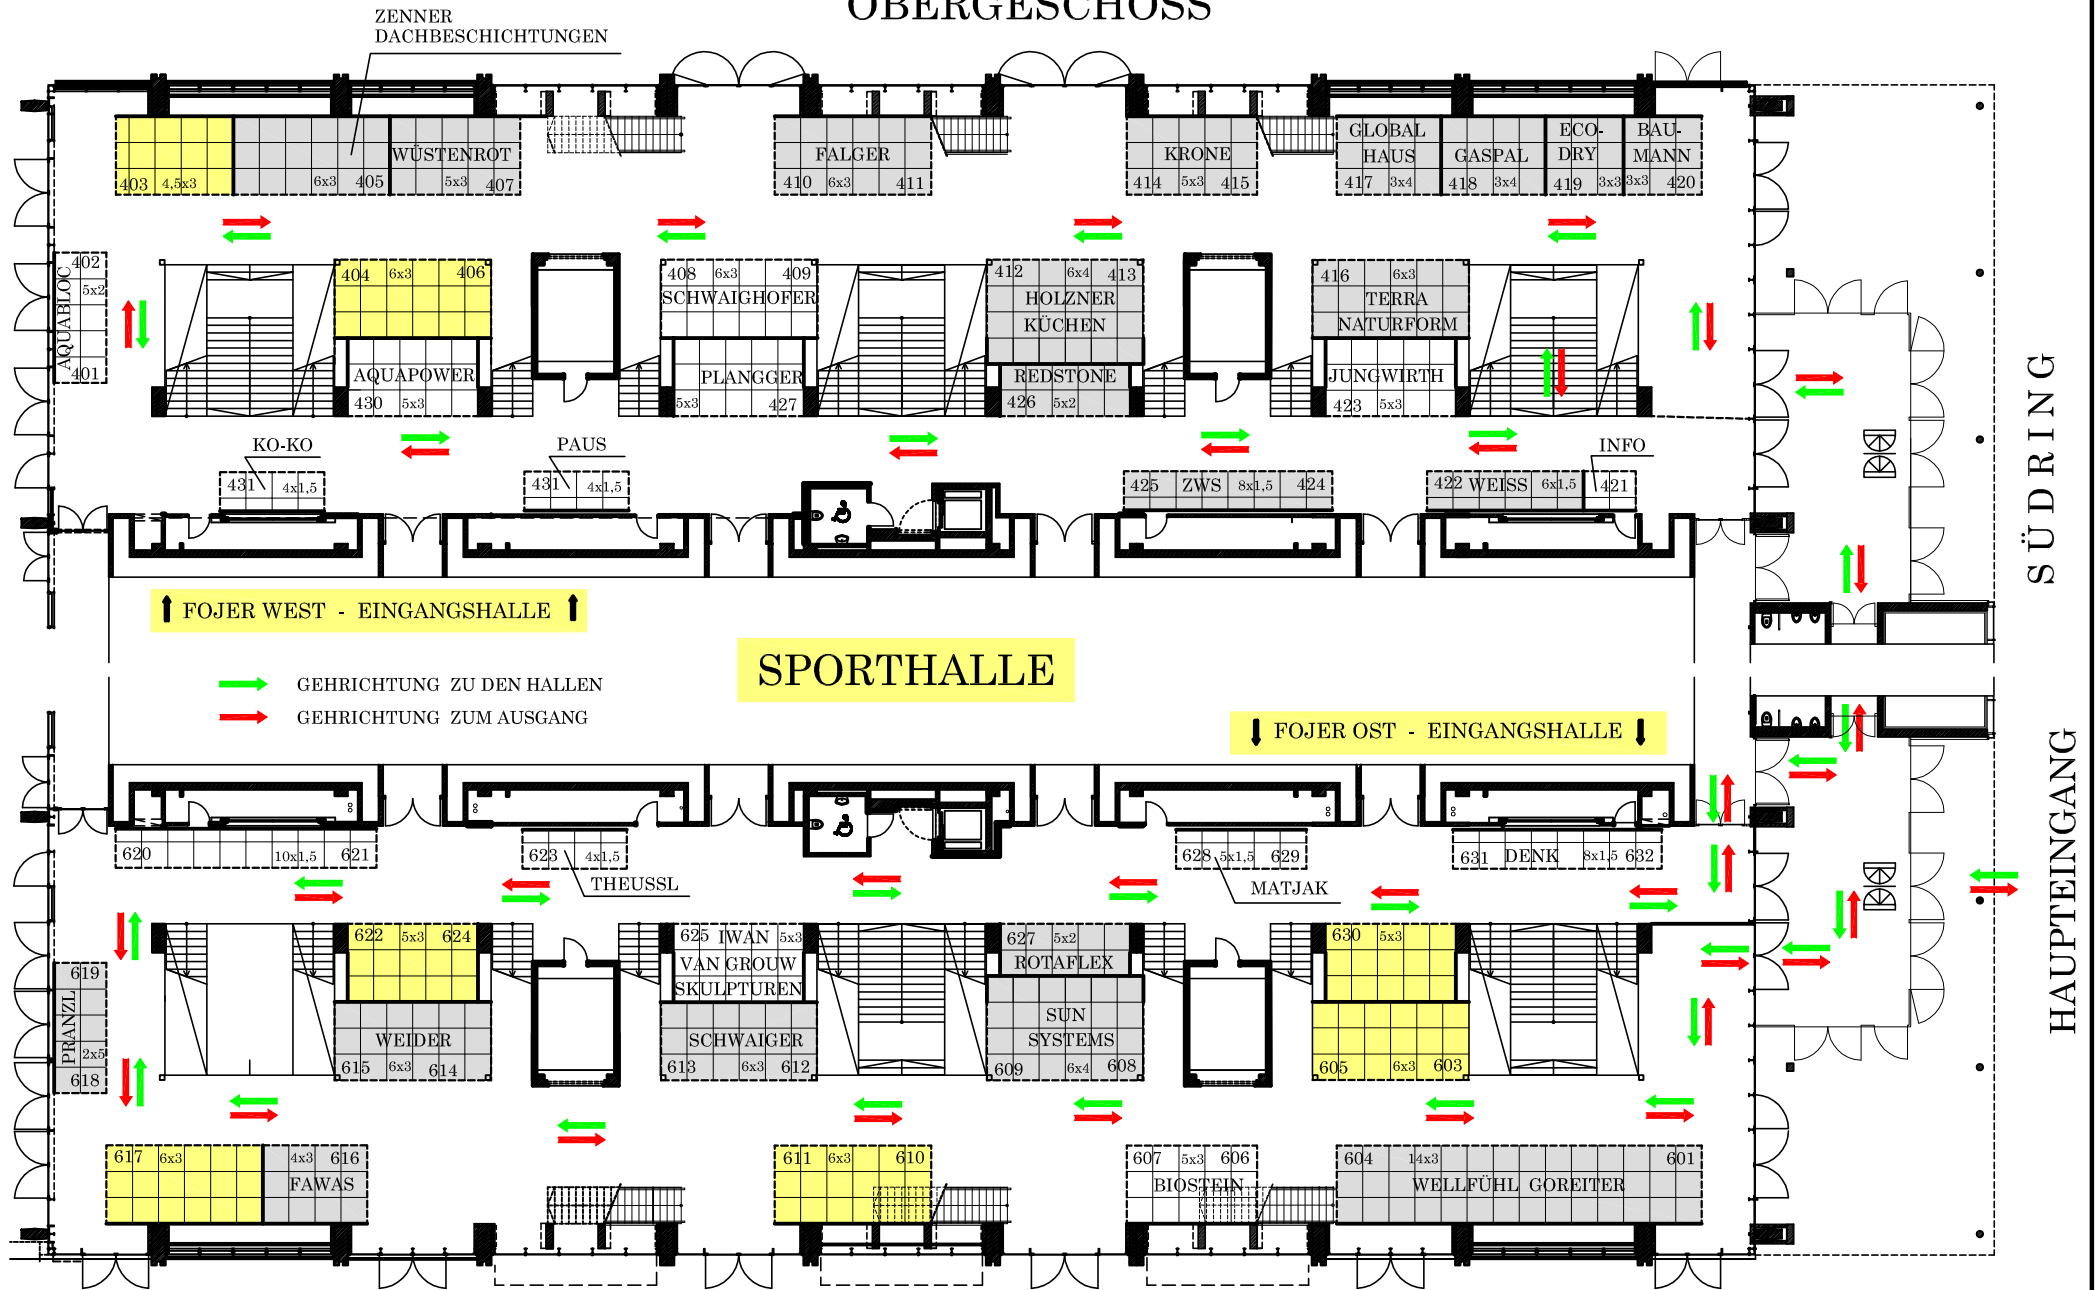 OBERGESCHOSS
ZENNER
DACHBESCHICHTUNGEN
403 4,5x3
6x3 405
WÜSTENROT
5x3 407
FALGER
410 6x3 411
KRONE
414 5x3 415
GLOBAL
HAUS
417 3x4
GASPAL
418 3x4
ECO-
DRY
419 3x3
BAU-
MANN
3x3 420
402
5x2
AQUABLOC
401
404 6x3 406
AQUAPOWER
430 5x3
408 6x3 409
SCHWAIGHOFER
PLANGGER
5x3 427
412 6x4 413
HOLZNER
KÜCHEN
REDSTONE
426 5x2
416 6x3
TERRA
NATURFORM
JUNGWIRTH
423 5x3
KO-KO
431 4x1,5
PAUS
431 4x1,5
425 ZWS 8x1,5 424
422 WEISS 6x1,5
INFO
421
SÜDRING
FOJER WEST - EINGANGSHALLE
SPORTHALLE
GEHRICHTUNG ZU DEN HALLEN
GEHRICHTUNG ZUM AUSGANG
FOJER OST - EINGANGSHALLE
HAUPTEINGANG
620 10x1,5 621
623 4x1,5
THEUSSL
628 5x1,5 629
MATJAK
631 DENK 8x1,5 632
619
PRANZL
2x5
618
622 5x3 624
WEIDER
615 6x3 614
625 IWAN 5x3
VAN GROUW
SKULPTUREN
SCHWAIGER
613 6x3 612
627 5x2
ROTAFLEX
SUN
SYSTEMS
609 6x4 608
630 5x3
605 6x3 603
617 6x3
4x3 616
FAWAS
611 6x3 610
607 5x3 606
BIOSTEIN
604 14x3 601
WELLFÜHL GOREITER